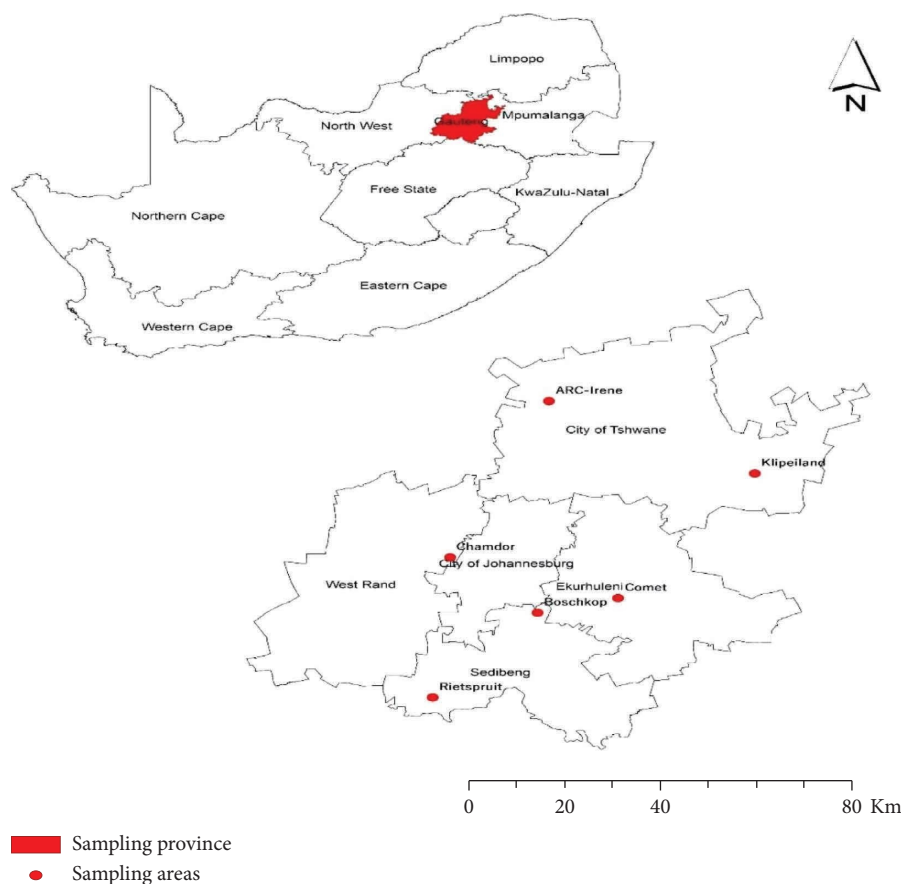 Limpopo
N
North West
Gauteng
Mpumalanga
Free State
KwaZulu-Natal
Northern Cape
Eastern Cape
Western Cape
ARC-Irene
City of Tshwane
Klipeiland
Chamdor
City of Johannesburg
West Rand
Ekurhuleni
Comet
Boschkop
Sedibeng
Rietspruit
0 20 40 80 Km
Sampling province
Sampling areas